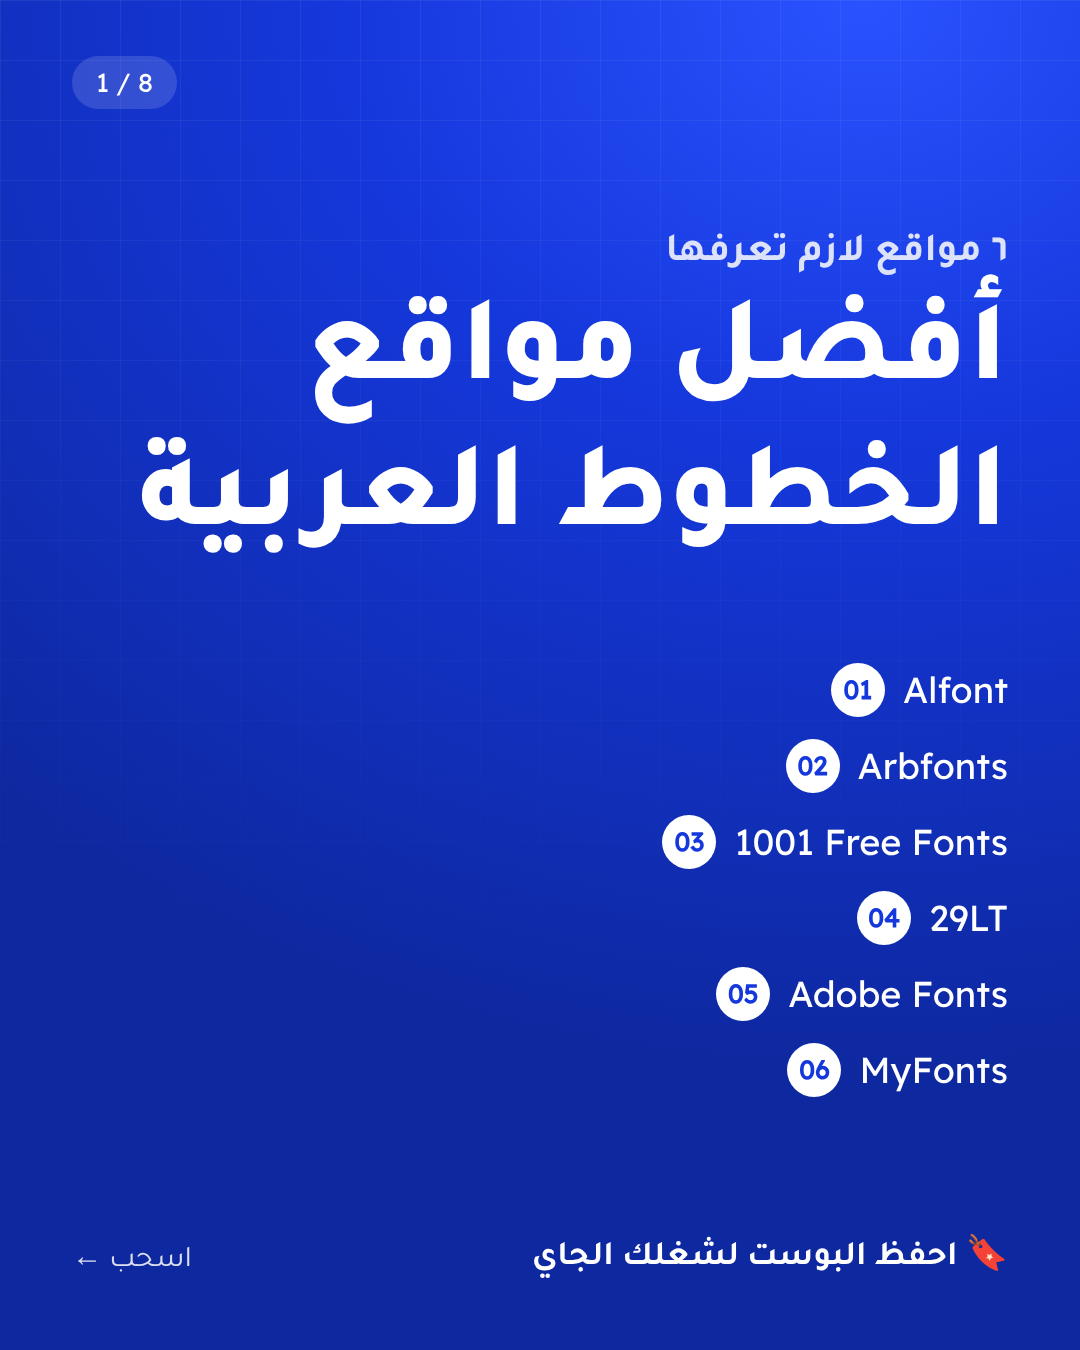 1 / 8
٦ مواقع لازم تعرفها
أفضل مواقع
الخطوط العربية
01 Alfont
02 Arbfonts
03 1001 Free Fonts
04 29LT
05 Adobe Fonts
06 MyFonts
🔖 احفظ البوست لشغلك الجاي
اسحب ←